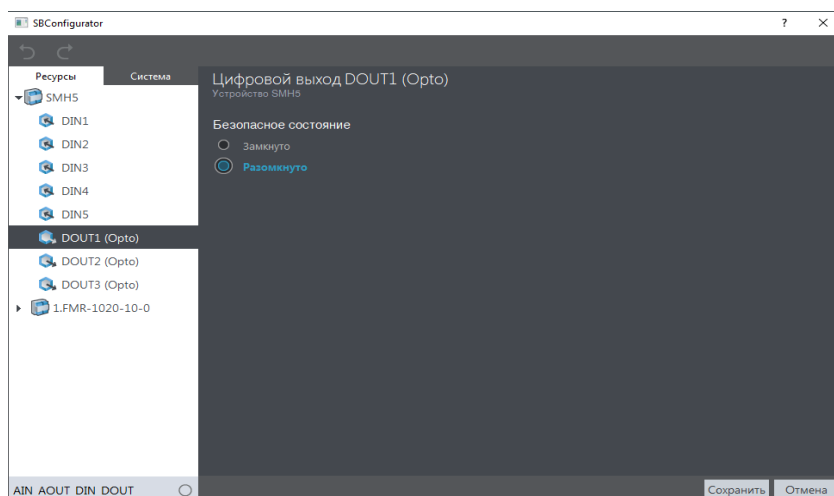 SBConfigurator
?
Ресурсы
Система
SMH5
DIN1
DIN2
DIN3
DIN4
DIN5
DOUT1 (Opto)
DOUT2 (Opto)
DOUT3 (Opto)
1.FMR-1020-10-0
AIN AOUT DIN DOUT
Цифровой выход DOUT1 (Opto)
Устройство SMH5
Безопасное состояние
Замкнуто
Разомкнуто
Сохранить
Отмена